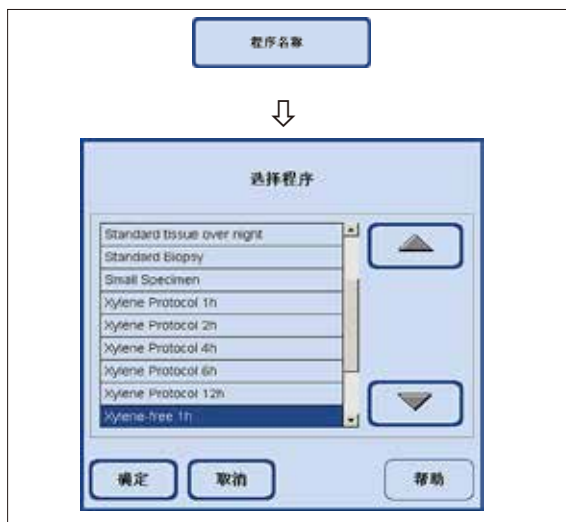 程序名称
选择程序
Standard tissue over night
Standard Biopsy
Small Specimen
Xylene Protocol 1h
Xylene Protocol 2h
Xylene Protocol 4h
Xylene Protocol 6h
Xylene Protocol 12h
Xylene-free 1h
确定 取消 帮助